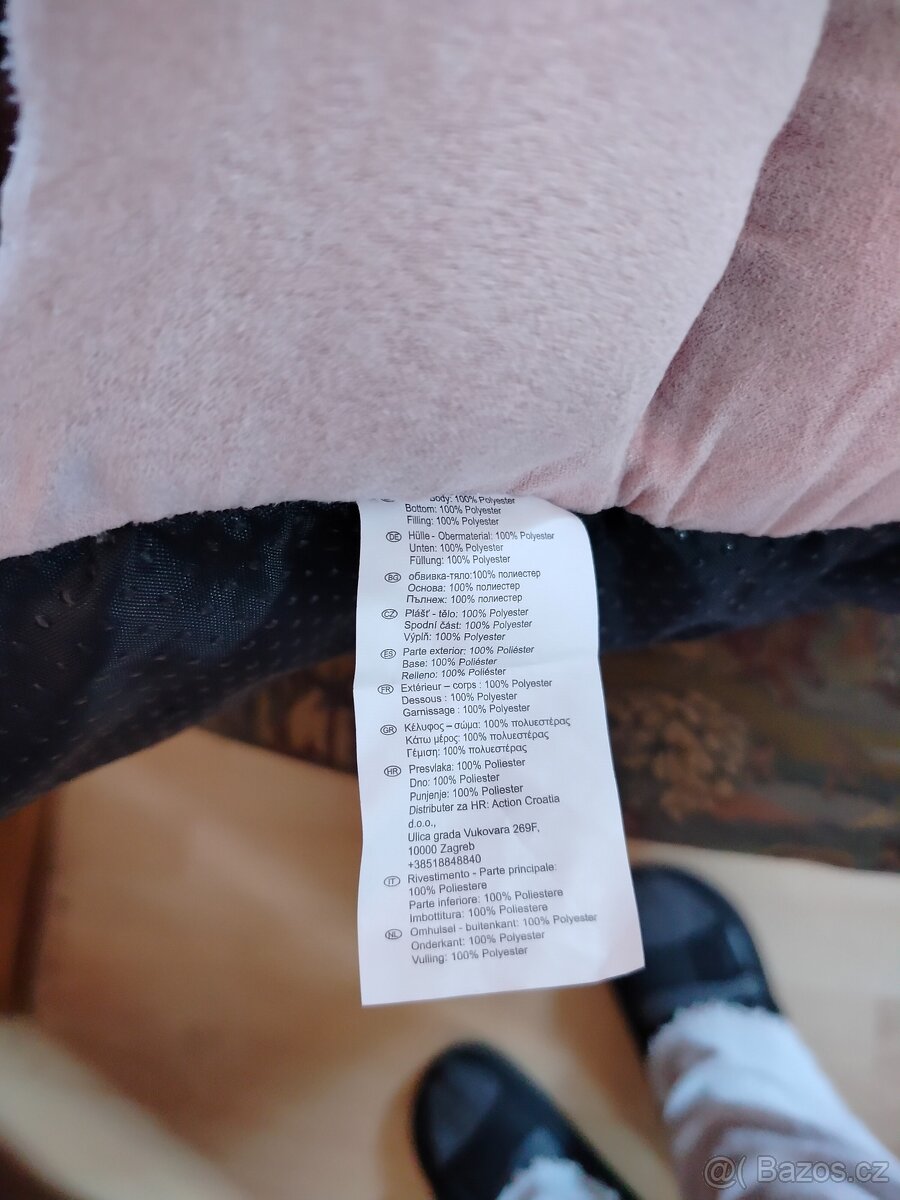 Body: 100% Polyester
Bottom: 100% Polyester
Filling: 100% Polyester
DE Hülle - Obermaterial: 100% Polyester
Unten: 100% Polyester
Füllung: 100% Polyester
BG обвивка-тяло:100% полиестер
Основа: 100% полиестер
Пълнеж: 100% полиестер
CZ Plášť - tělo: 100% Polyester
Spodní část: 100% Polyester
Výplň: 100% Polyester
ES Parte exterior: 100% Poliéster
Base: 100% Poliéster
Relleno: 100% Poliéster
FR Extérieur – corps : 100% Polyester
Dessous : 100% Polyester
Garnissage : 100% Polyester
GR Κέλυφος – σώμα: 100% πολυεστέρας
Κάτω μέρος: 100% πολυεστέρας
Γέμιση: 100% πολυεστέρας
HR Presvlaka: 100% Poliester
Dno: 100% Poliester
Punjenje: 100% Poliester
Distributer za HR: Action Croatia
d.o.o.,
Ulica grada Vukovara 269F,
10000 Zagreb
+38518848840
IT Rivestimento - Parte principale:
100% Poliestere
Parte inferiore: 100% Poliestere
Imbottitura: 100% Poliestere
NL Omhulsel - buitenkant: 100% Polyester
Onderkant: 100% Polyester
Vulling: 100% Polyester
@( Bazos.cz